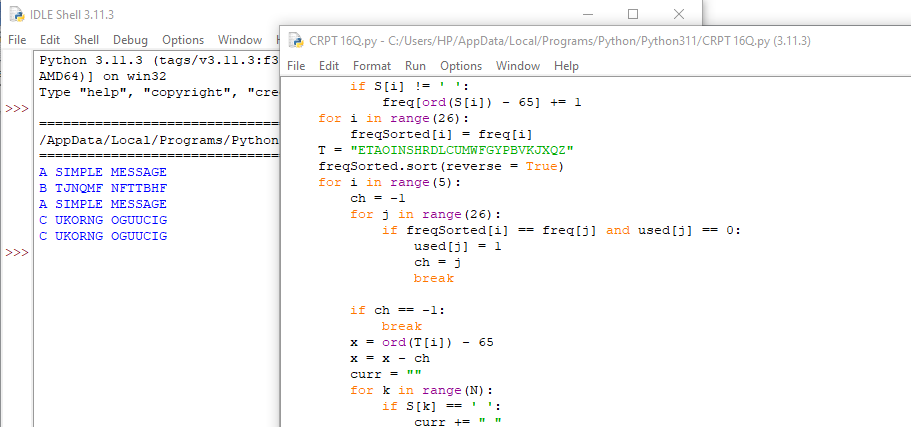 IDLE Shell 3.11.3
File Edit Shell Debug Options Window
Python 3.11.3 (tags/v3.11.3:f3
AMD64)] on win32
Type "help", "copyright", "cre
>>>
/AppData/Local/Programs/Python
A SIMPLE MESSAGE
B TJNQMF NFTTBHF
A SIMPLE MESSAGE
C UKORNG OGUUCIG
C UKORNG OGUUCIG
>>>
CRPT 16Q.py - C:/Users/HP/AppData/Local/Programs/Python/Python311/CRPT 16Q.py (3.11.3)
File Edit Format Run Options Window Help
if S[i] != ' ':
freq[ord(S[i]) - 65] += 1
for i in range(26):
freqSorted[i] = freq[i]
T = "ETAOINSHRDLCUMWFGYPBVKJXQZ"
freqSorted.sort(reverse = True)
for i in range(5):
ch = -1
for j in range(26):
if freqSorted[i] == freq[j] and used[j] == 0:
used[j] = 1
ch = j
break
if ch == -1:
break
x = ord(T[i]) - 65
x = x - ch
curr = ""
for k in range(N):
if S[k] == ' ':
curr += " "